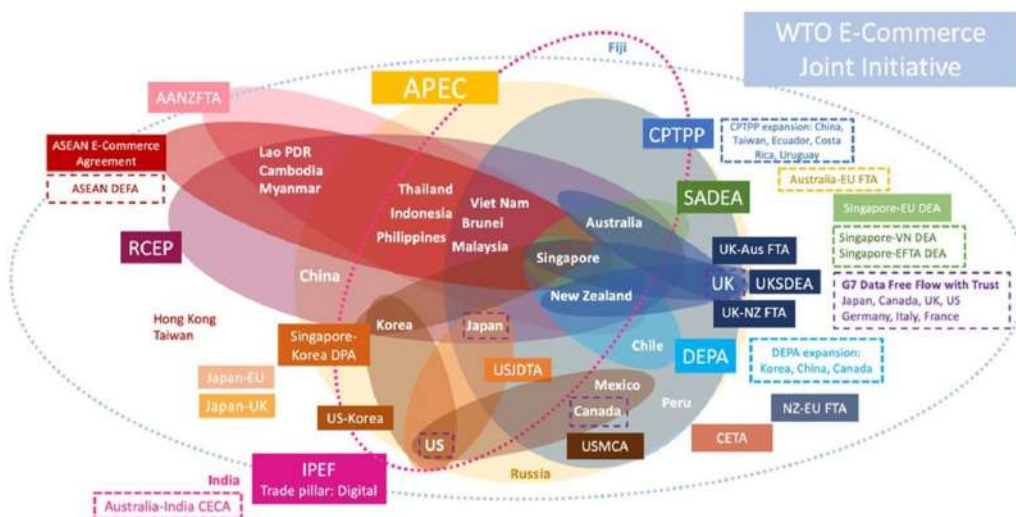 Fiji
WTO E-Commerce
Joint Initiative
APEC
AANZFTA
CPTPP
CPTPP expansion: China,
Taiwan, Ecuador, Costa
Rica, Uruguay
ASEAN E-Commerce
Agreement
ASEAN DEFA
Lao PDR
Cambodia
Myanmar
Thailand
Indonesia
Philippines
Viet Nam
Brunei
Malaysia
Australia
SADEA
Australia-EU FTA
Singapore-EU DEA
Singapore-VN DEA
Singapore-EFTA DEA
RCEP
China
Singapore
UK-Aus FTA
UK
UKSDEA
UK-NZ FTA
G7 Data Free Flow with Trust
Japan, Canada, UK, US
Germany, Italy, France
New Zealand
Hong Kong
Taiwan
Korea
Japan
Singapore-
Korea DPA
Chile
DEPA
DEPA expansion:
Korea, China, Canada
Japan-EU
Japan-UK
USJDTA
Mexico
Canada
Peru
NZ-EU FTA
US-Korea
US
USMCA
CETA
IPEF
Trade pillar: Digital
Russia
India
Australia-India CECA